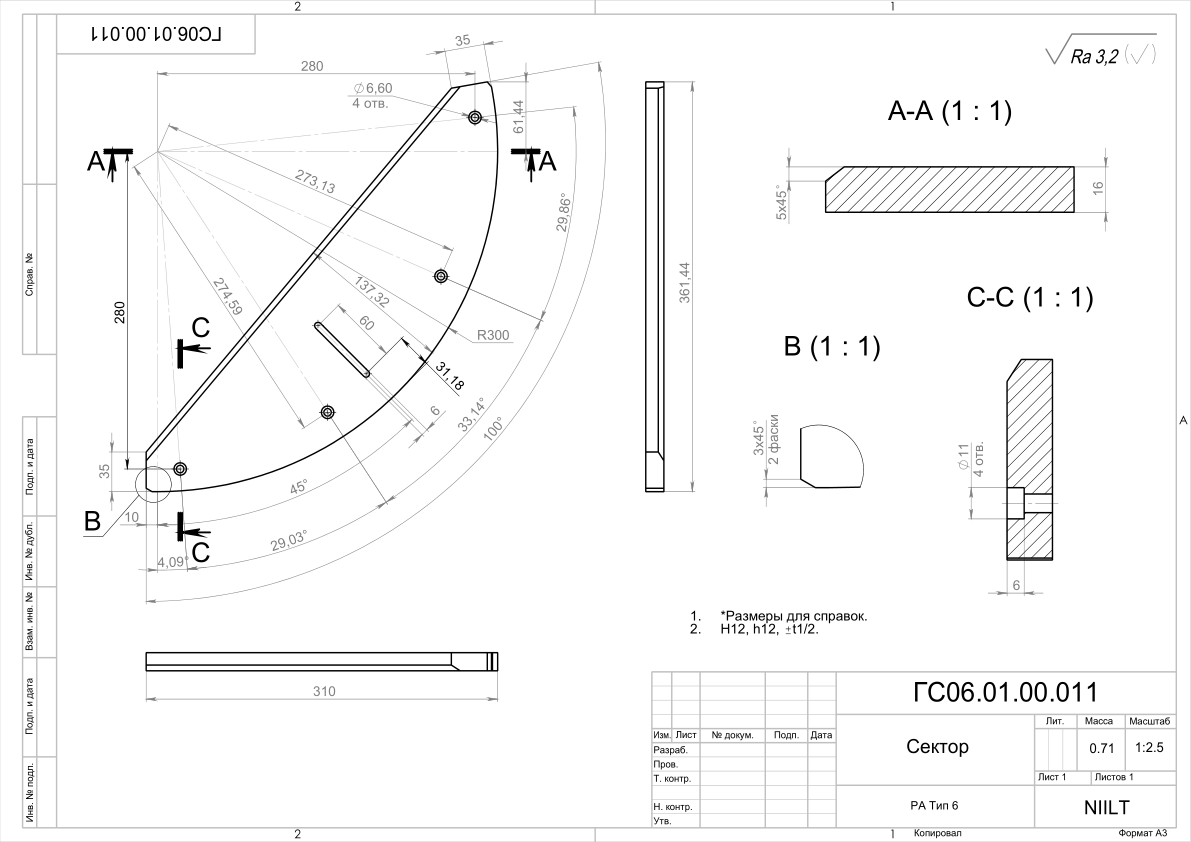 2
1
ГС06.01.00.011
Ra 3,2 (✓)
35
280
⌀6,60
4 отв.
61,44
A
A
273,13
29,86°
274,59
137,32
280
60
R300
C
31,18
6
33,14°
100°
35
45°
B
10
C
29,03°
4,09°
310
361,44
A-A (1 : 1)
5x45°
16
C-C (1 : 1)
B (1 : 1)
3x45°
2 фаски
⌀11
4 отв.
6
A
1. *Размеры для справок.
2. H12, h12, ±t1/2.
Справ. №
Подп. и дата
Инв. № дубл.
Взам. инв. №
Подп. и дата
Инв. № подл.
ГС06.01.00.011
Изм. Лист № докум. Подп. Дата
Разраб.
Пров.
Т. контр.
Н. контр.
Утв.
Сектор
Лит. Масса Масштаб
0.71 1:2.5
Лист 1 Листов 1
PA Тип 6
NIILT
2
1
Копировал
Формат A3